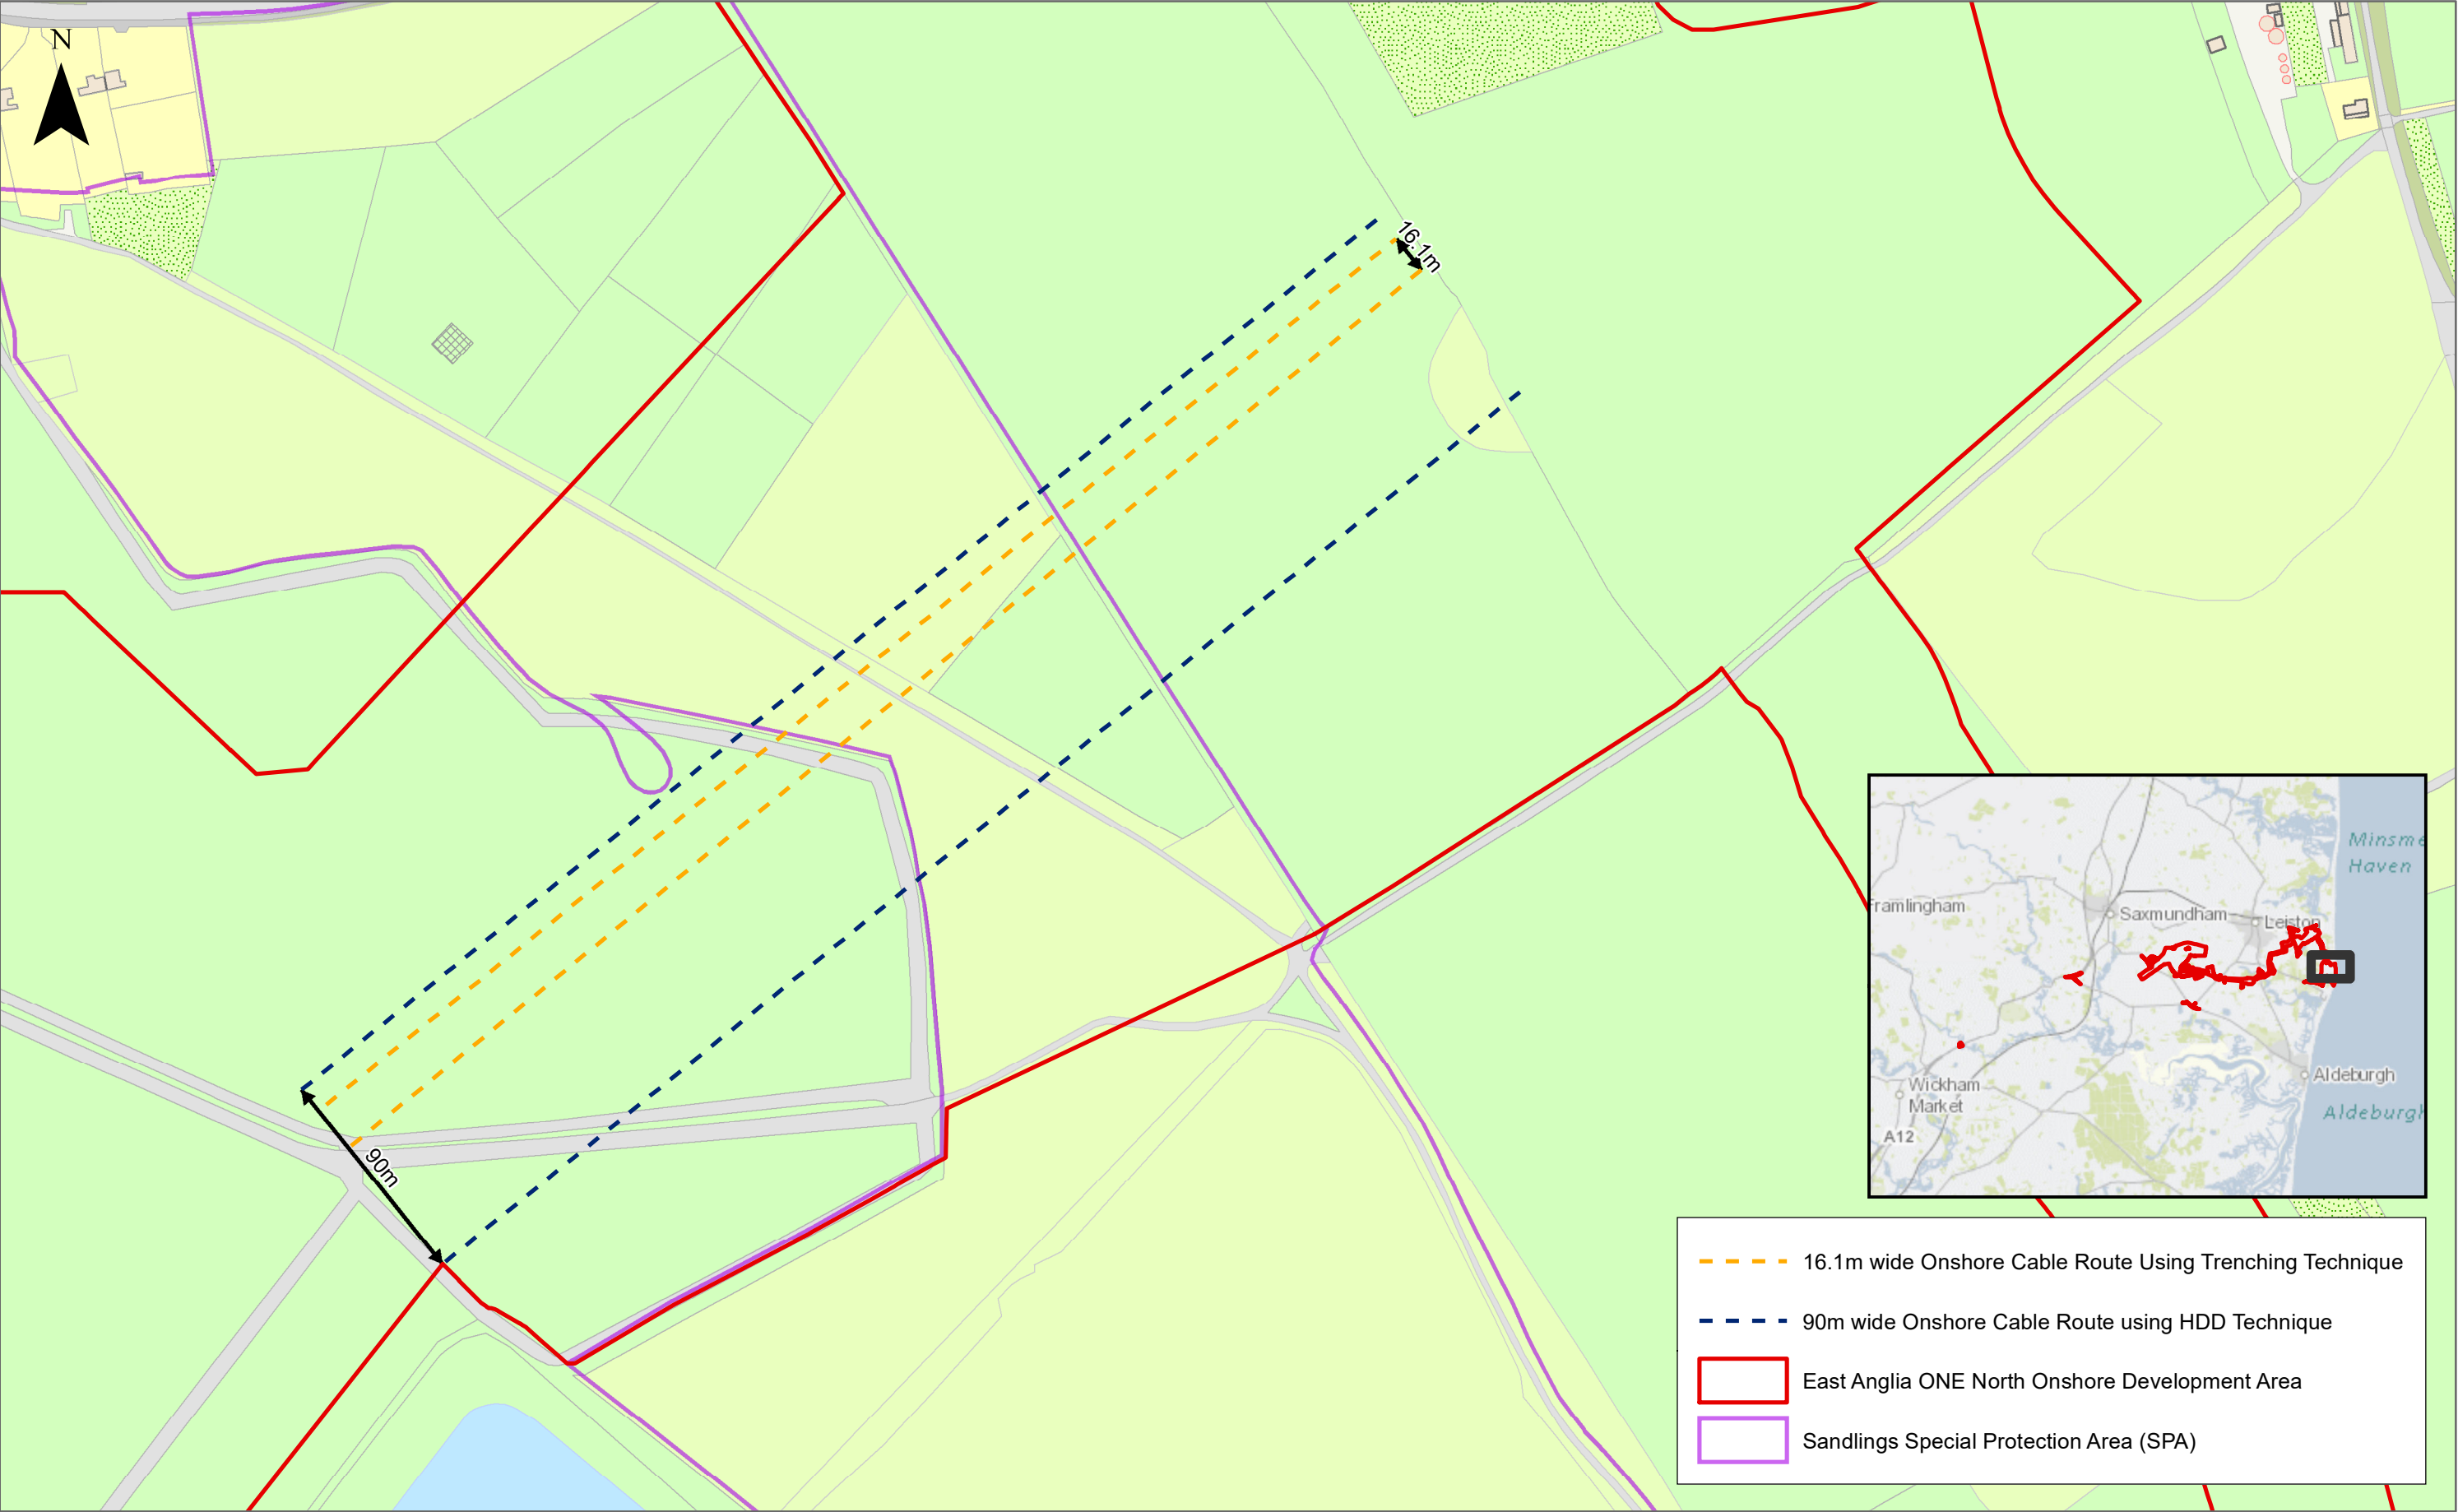 N
16.1m
90m
Minsme
Haven
Framlingham
Saxmundham
Leiston
Aldeburgh
Wickham
Market
Aldeburgh
A12
16.1m wide Onshore Cable Route Using Trenching Technique
90m wide Onshore Cable Route using HDD Technique
East Anglia ONE North Onshore Development Area
Sandlings Special Protection Area (SPA)